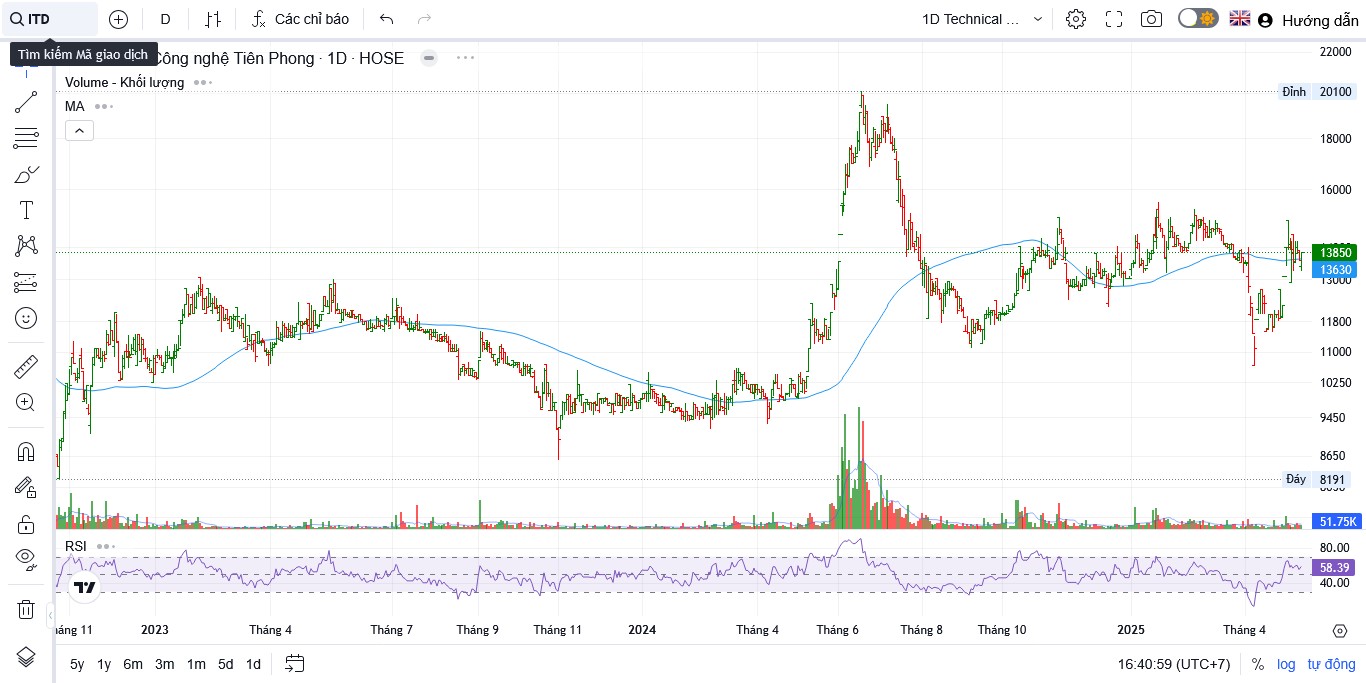 ITD
D
Các chỉ báo
1D Technical ...
Hướng dẫn
Tìm kiếm Mã giao dịch
Công nghệ Tiên Phong · 1D · HOSE
Volume - Khối lượng
MA
22000
Đỉnh 20100
18000
16000
13850
13630
13000
11800
11000
10250
9450
8650
Đáy 8191
51.75K
RSI
80.00
58.39
40.00
áng 11
2023
Tháng 4
Tháng 7
Tháng 9
Tháng 11
2024
Tháng 4
Tháng 6
Tháng 8
Tháng 10
2025
Tháng 4
5y 1y 6m 3m 1m 5d 1d
16:40:59 (UTC+7)
% log tự động